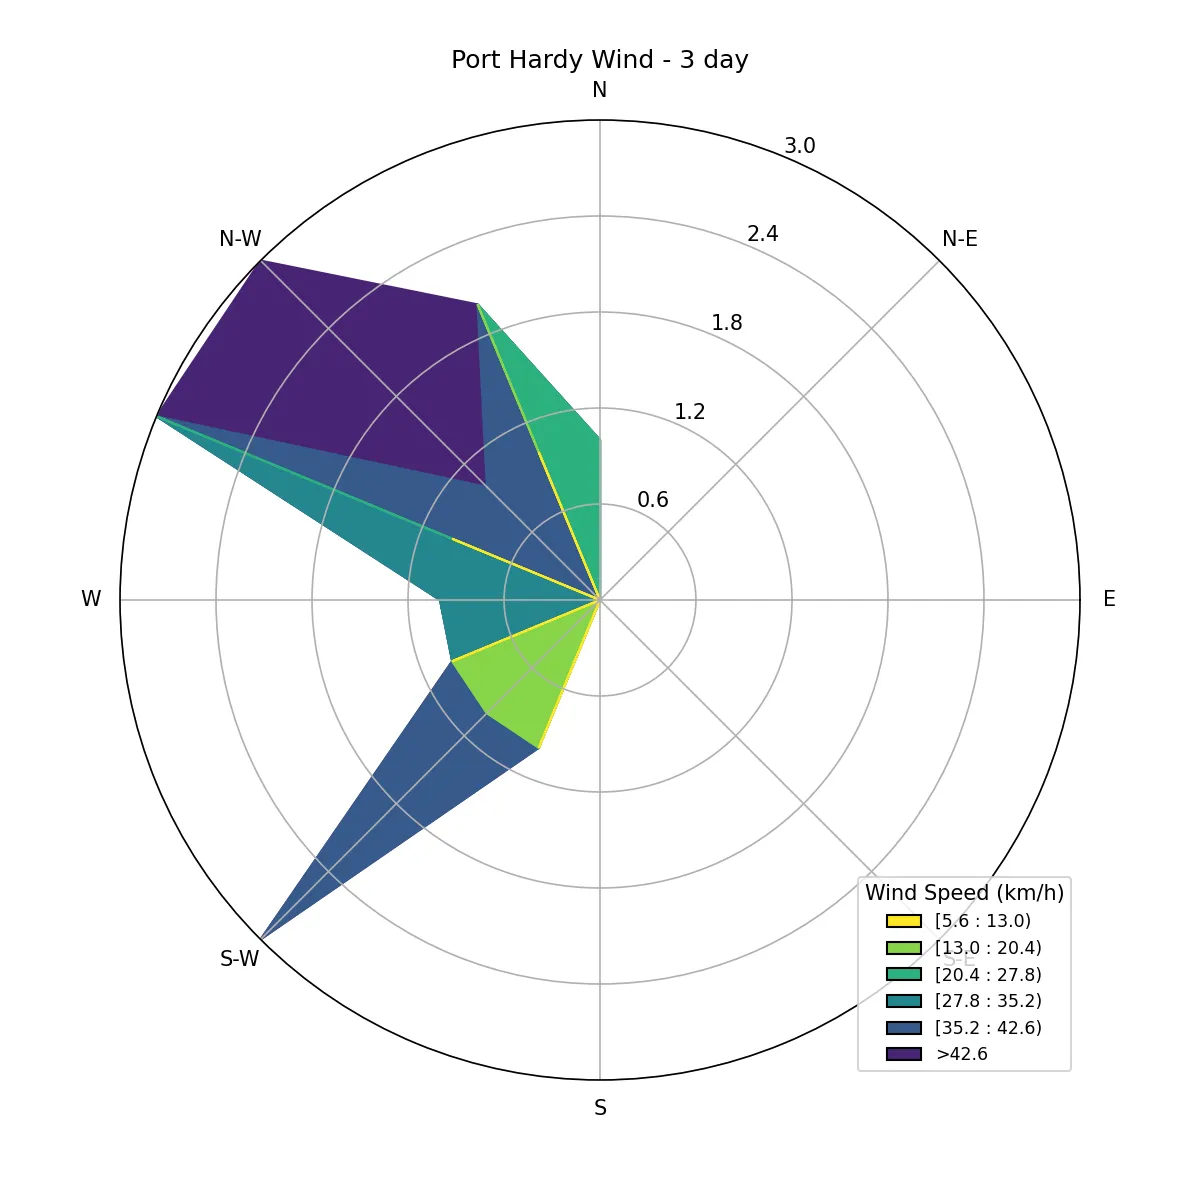 Port Hardy Wind - 3 day
N
3.0
2.4
N-W
N-E
1.8
1.2
0.6
W
E
S-W
S-E
Wind Speed (km/h)
[5.6 : 13.0)
[13.0 : 20.4)
[20.4 : 27.8)
[27.8 : 35.2)
[35.2 : 42.6)
>42.6
S